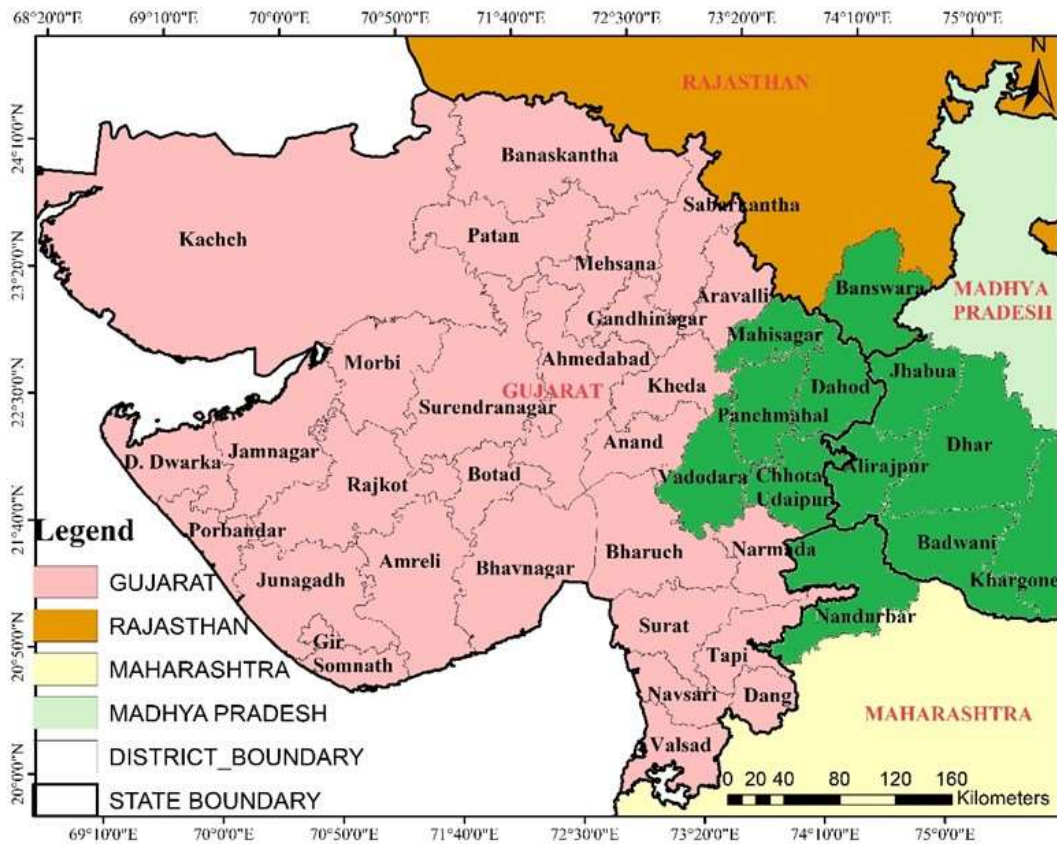 68°20'0"E 69°10'0"E 70°0'0"E 70°50'0"E 71°40'0"E 72°30'0"E 73°20'0"E 74°10'0"E 75°0'0"E
N
RAJASTHAN
24°10'0"N
Banaskantha
Sabarkantha
Kachch
Patan
23°20'0"N
Mehsana
Banswara
Aravalli
MADHYA
PRADESH
Gandhinagar
Mahisagar
Morbi
Ahmedabad
Jhabua
22°30'0"N
GUJARAT
Kheda
Dahod
Surendranagar
Panchmahal
Anand
Dhar
Jamnagar
D. Dwarka
Vadodara
Chhota
Udaipur
Alirajpur
Botad
Rajkot
21°40'0"N
Legend
Porbandar
Bharuch
Narmada
Badwani
Amreli
Bhavnagar
Junagadh
Khargone
GUJARAT
RAJASTHAN
Surat
Nandurbar
20°50'0"N
Gir
Somnath
Tapi
MAHARASHTRA
Navsari
Dang
MADHYA PRADESH
MAHARASHTRA
Valsad
DISTRICT_BOUNDARY
20°0'0"N
0 20 40 80 120 160
Kilometers
STATE BOUNDARY
69°10'0"E 70°0'0"E 70°50'0"E 71°40'0"E 72°30'0"E 73°20'0"E 74°10'0"E 75°0'0"E